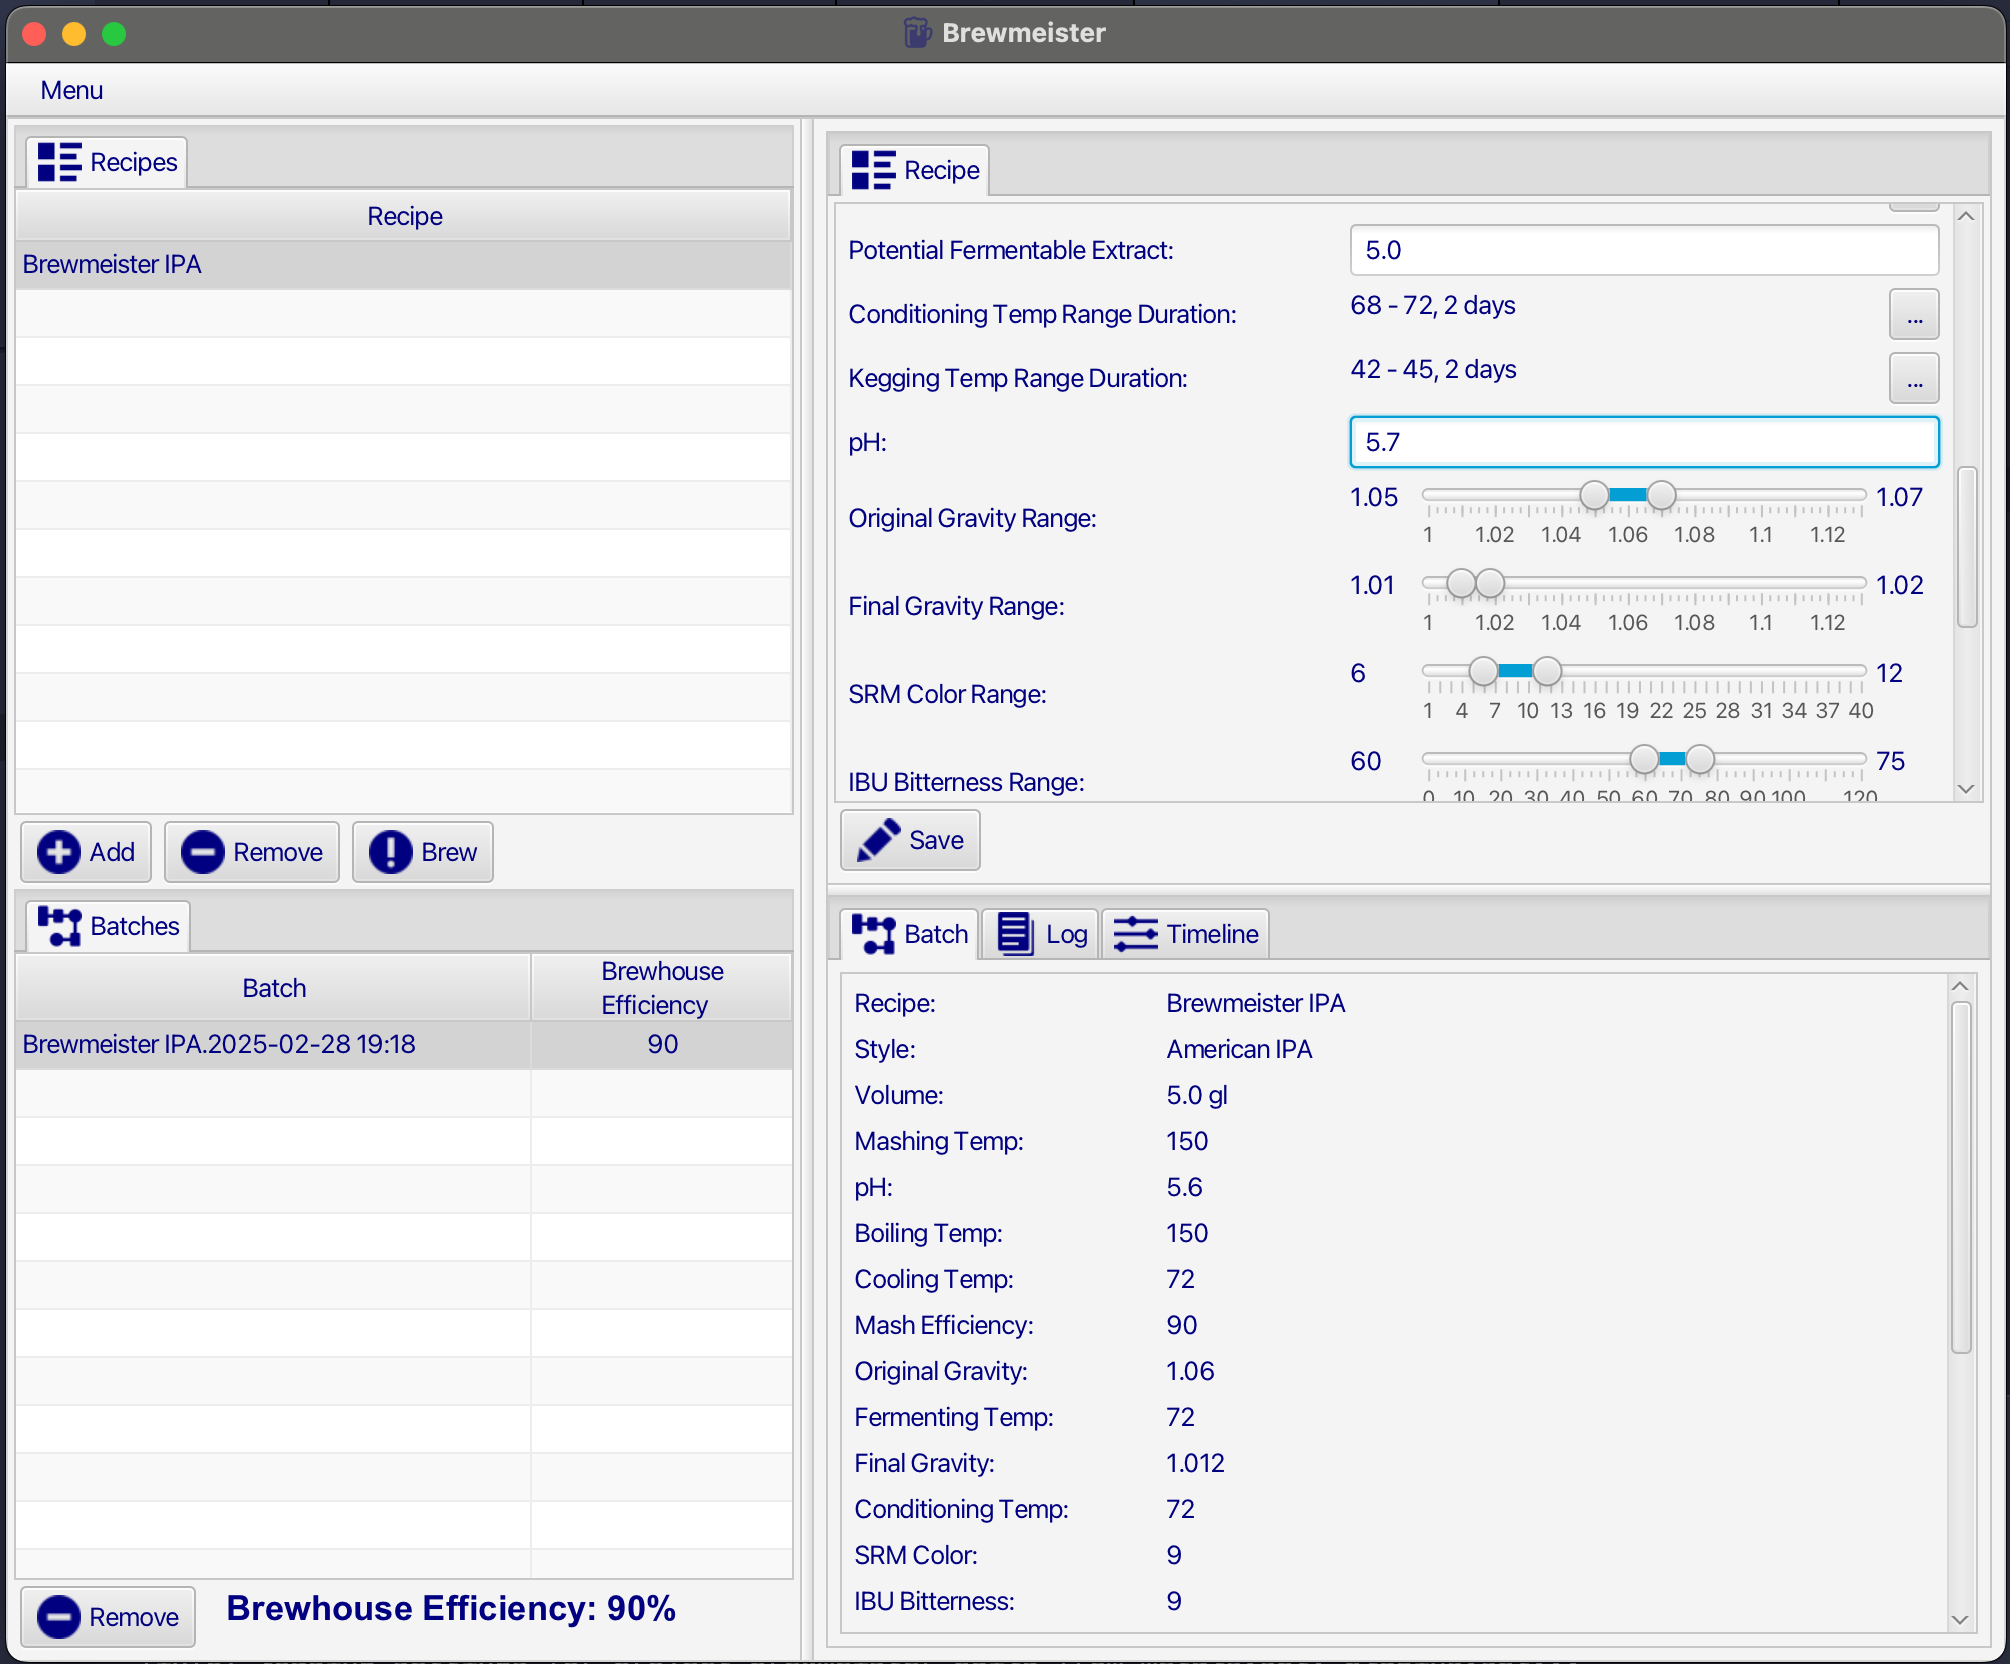 Brewmeister
Menu
Recipes
Recipe
Brewmeister IPA
Add
Remove
Brew
Batches
Batch
Brewhouse
Efficiency
Brewmeister IPA.2025-02-28 19:18 90
Remove
Brewhouse Efficiency: 90%
Recipe
Potential Fermentable Extract: 5.0
Conditioning Temp Range Duration: 68 - 72, 2 days ...
Kegging Temp Range Duration: 42 - 45, 2 days ...
pH: 5.7
Original Gravity Range: 1.05 1.07
1 1.02 1.04 1.06 1.08 1.1 1.12
Final Gravity Range: 1.01 1.02
1 1.02 1.04 1.06 1.08 1.1 1.12
SRM Color Range: 6 12
1 4 7 10 13 16 19 22 25 28 31 34 37 40
IBU Bitterness Range: 60 75
0 10 20 30 40 50 60 70 80 90 100 120
Save
Batch
Log
Timeline
Recipe: Brewmeister IPA
Style: American IPA
Volume: 5.0 gl
Mashing Temp: 150
pH: 5.6
Boiling Temp: 150
Cooling Temp: 72
Mash Efficiency: 90
Original Gravity: 1.06
Fermenting Temp: 72
Final Gravity: 1.012
Conditioning Temp: 72
SRM Color: 9
IBU Bitterness: 9